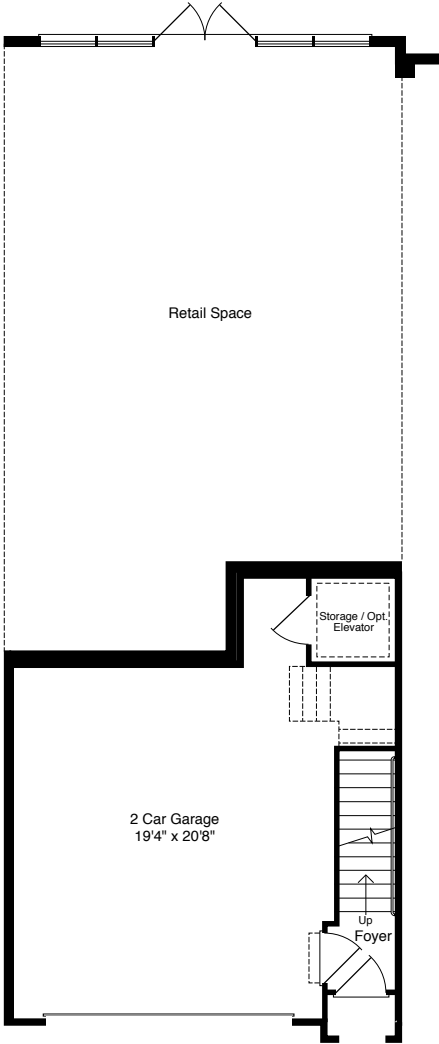 Retail Space
Storage / Opt.
Elevator
2 Car Garage
19'4" x 20'8"
Up
Foyer